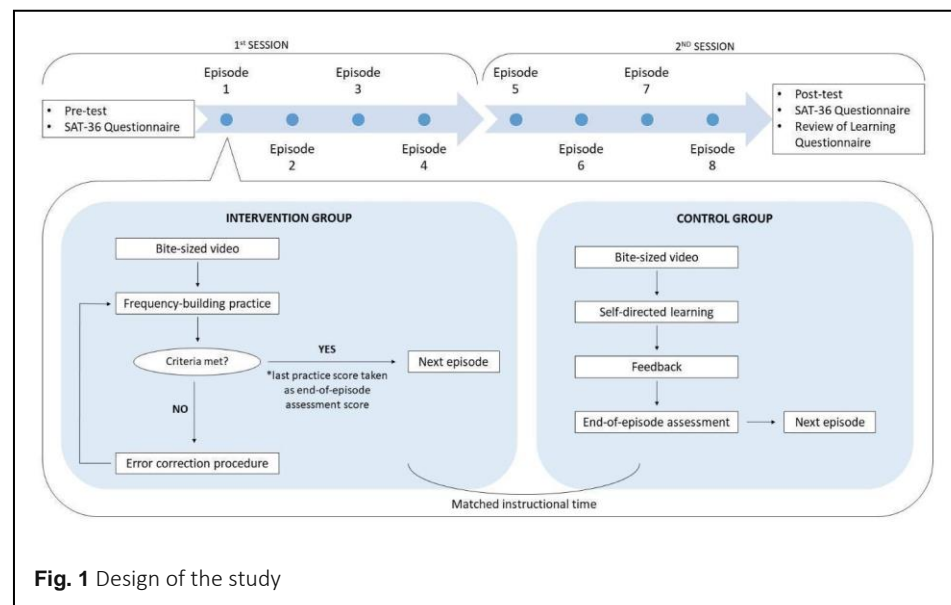 1st SESSION
2ND SESSION
Episode
1
Episode
3
Episode
5
Episode
7
• Pre-test
• SAT-36 Questionnaire
Episode
2
Episode
4
Episode
6
Episode
8
• Post-test
• SAT-36 Questionnaire
• Review of Learning
Questionnaire
INTERVENTION GROUP
Bite-sized video
Frequency-building practice
Criteria met?
YES
*last practice score taken
as end-of-episode
assessment score
Next episode
NO
Error correction procedure
CONTROL GROUP
Bite-sized video
Self-directed learning
Feedback
End-of-episode assessment
Next episode
Matched instructional time
Fig. 1 Design of the study